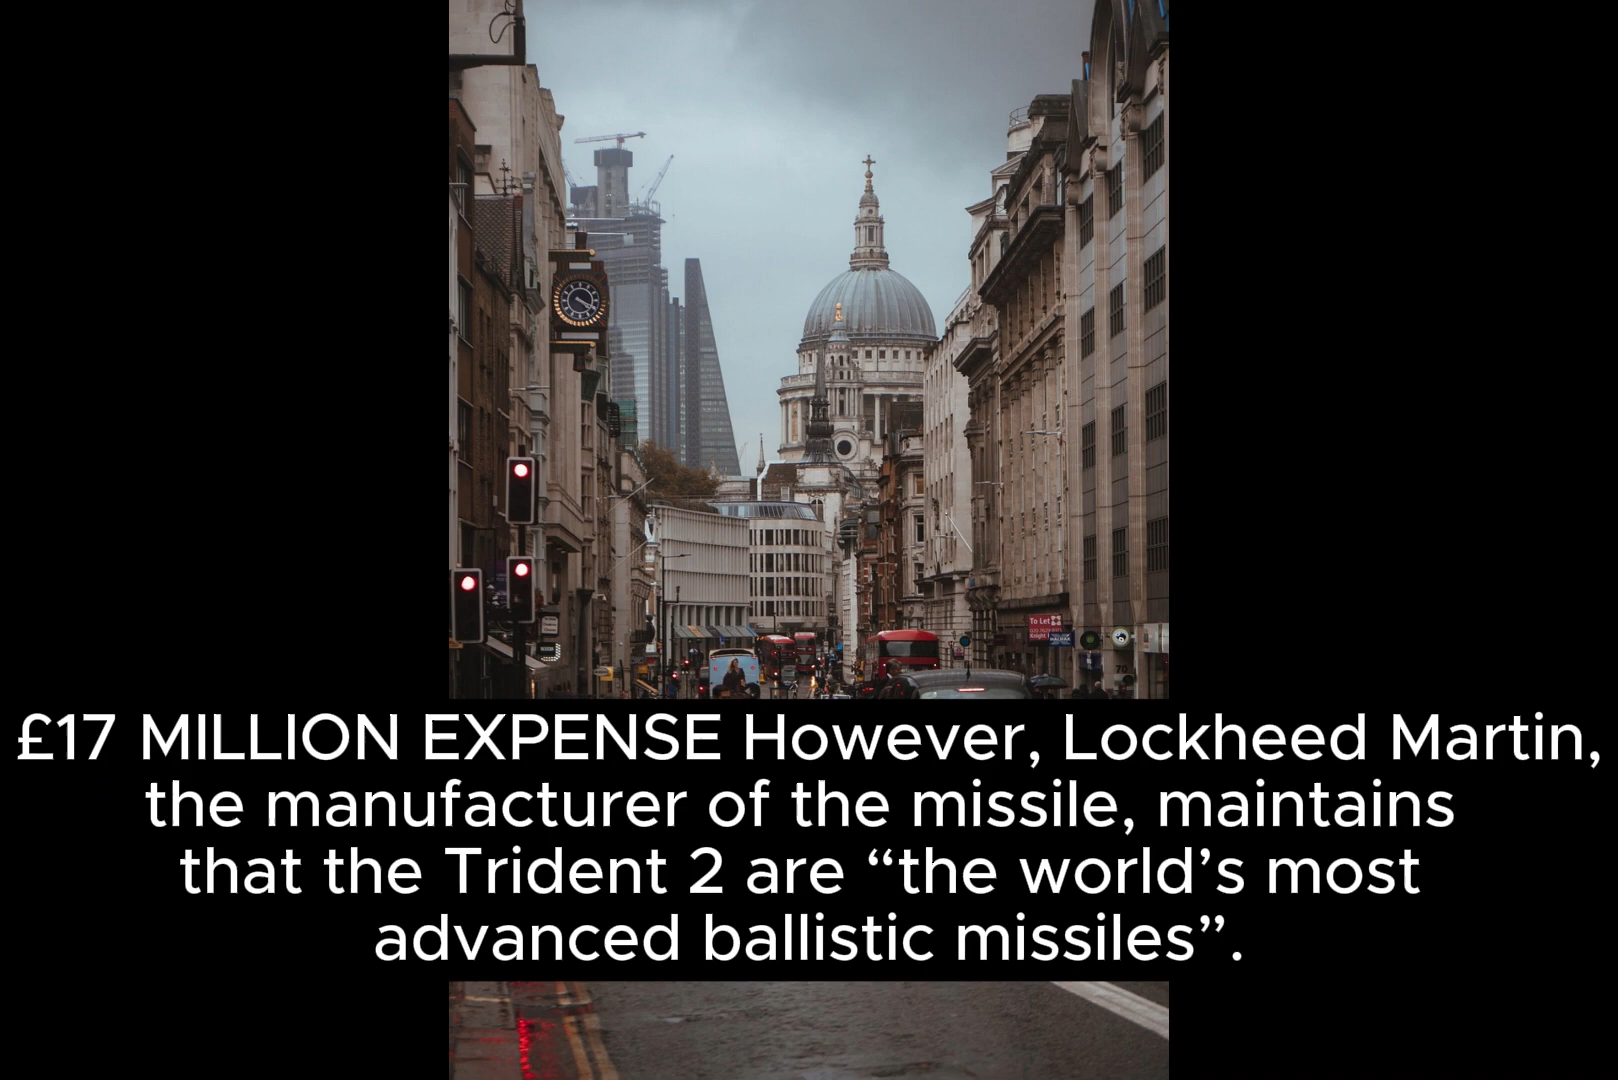 To Let
£17 MILLION EXPENSE However, Lockheed Martin,
the manufacturer of the missile, maintains
that the Trident 2 are “the world’s most
advanced ballistic missiles”.